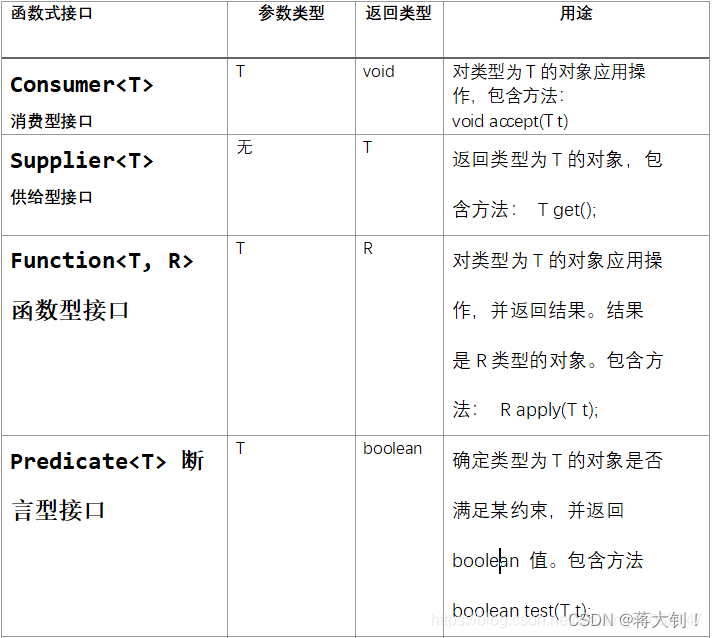 函数式接口 参数类型 返回类型 用途
Consumer<T> T void 对类型为 T 的对象应用操
消费型接口 作，包含方法：
void accept(T t)
Supplier<T> 无 T 返回类型为 T 的对象，包
供给型接口 含方法： T get();
Function<T, R> T R 对类型为 T 的对象应用操
函数型接口 作，并返回结果。结果
是 R 类型的对象。包含方
法： R apply(T t);
Predicate<T> 断 T boolean 确定类型为 T 的对象是否
言型接口 满足某约束，并返回
boolean 值。包含方法
boolean test(T t);
CSDN @蒋大钊！